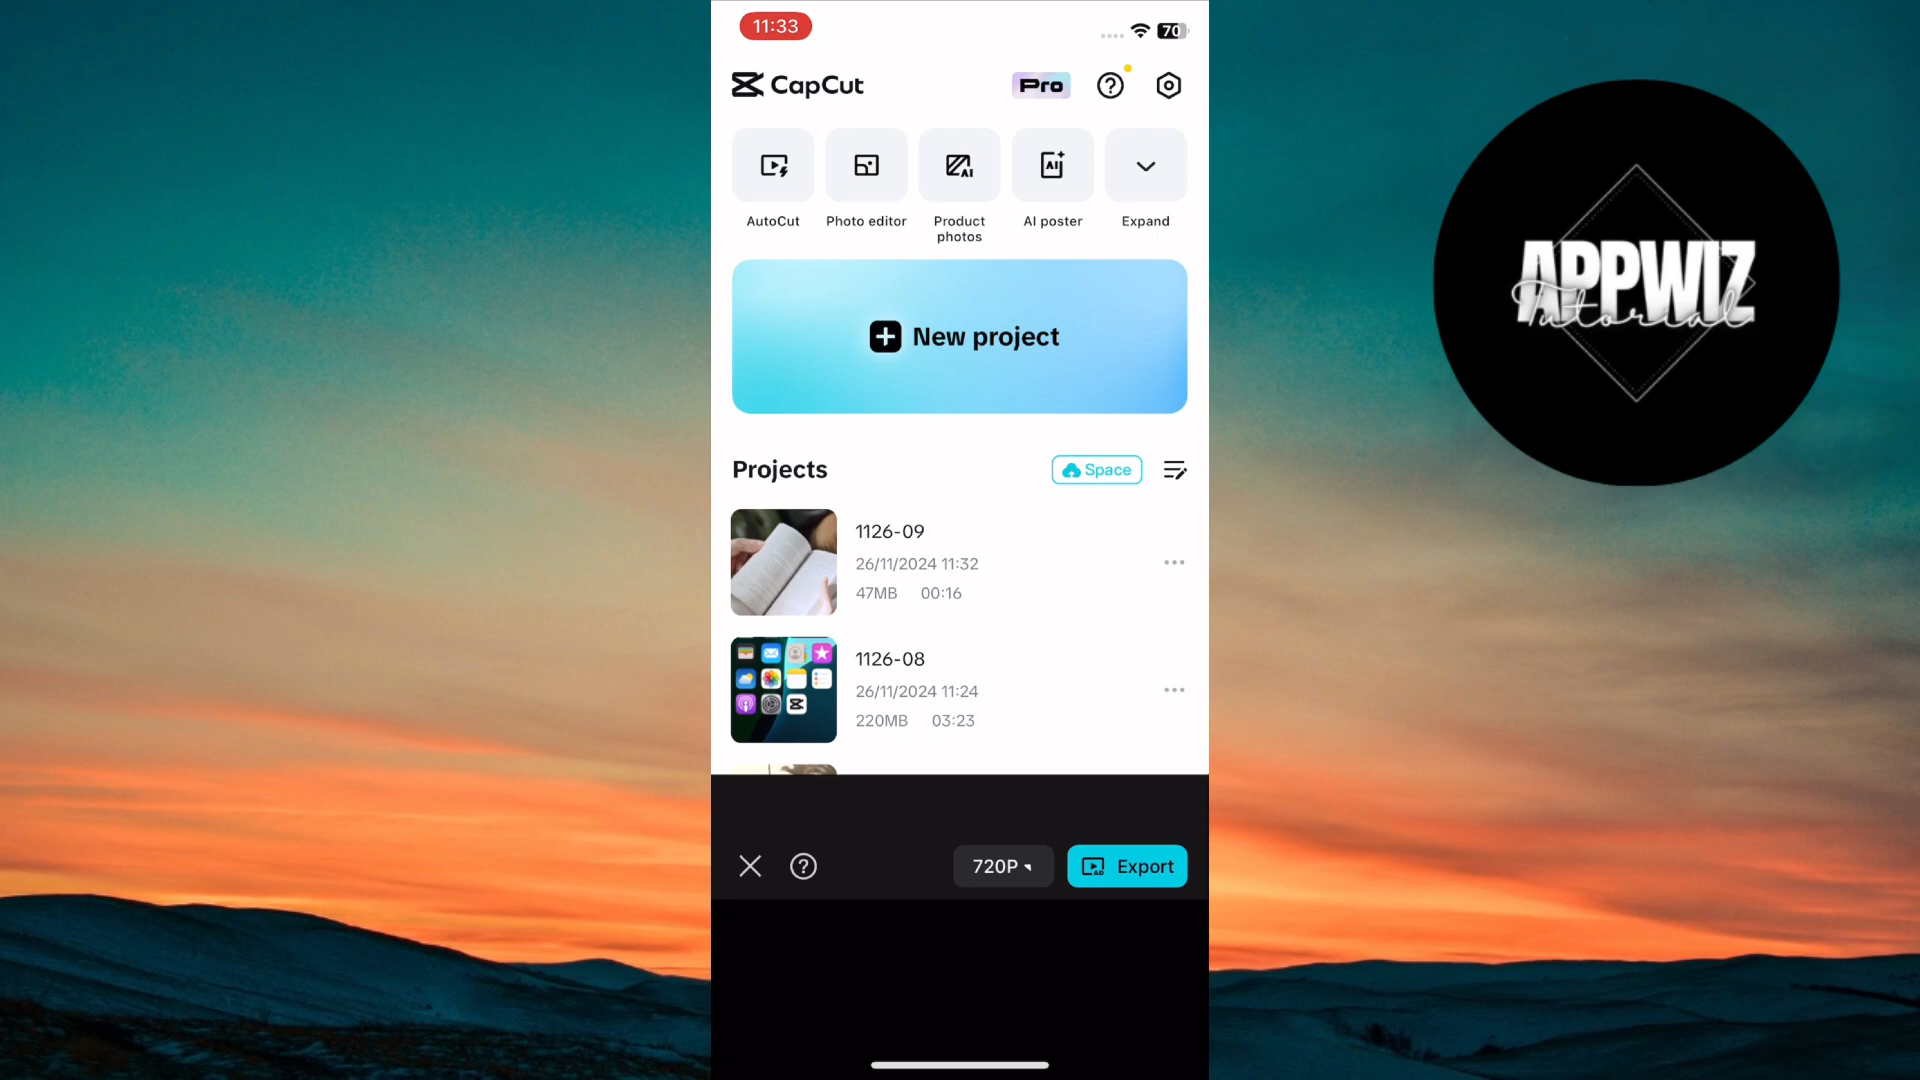 11:33
70
CapCut
Pro
AutoCut
Photo editor
AI
Product
photos
AI
AI poster
Expand
New project
Projects
Space
1126-09
26/11/2024 11:32
47MB 00:16
1126-08
26/11/2024 11:24
220MB 03:23
720P
Export
APPWIZ
Tutorial